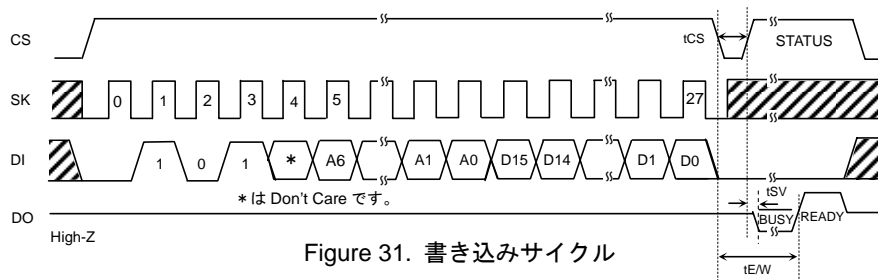 CS tCS STATUS
SK 0 1 2 3 4 5 27
DI 1 0 1 * A6 A1 A0 D15 D14 D1 D0
*は Don't Care です。
tSV
DO BUSY READY
High-Z
tE/W
Figure 31. 書き込みサイクル